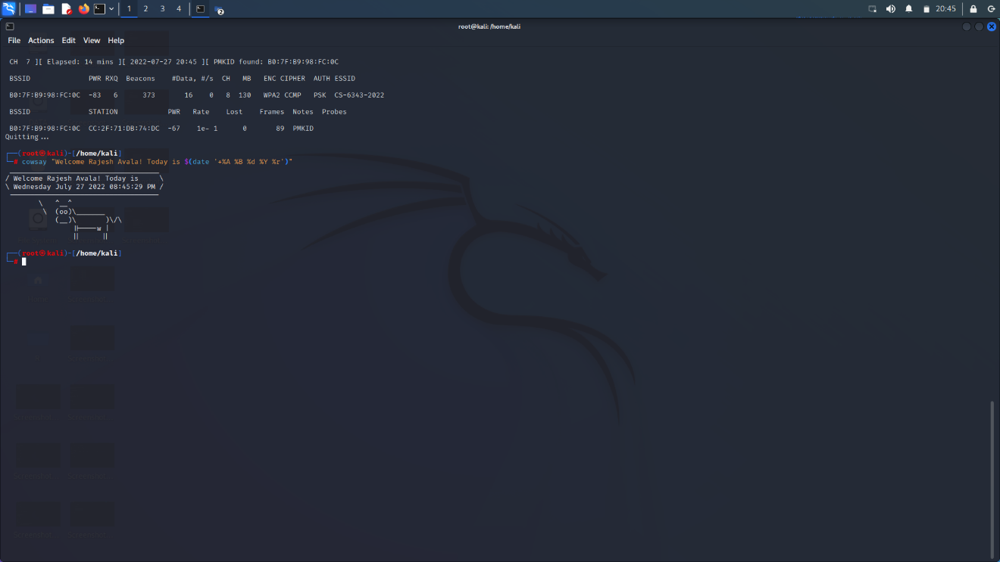 1 2 3 4 2 20:45
root@kali: /home/kali
File Actions Edit View Help
CH 7 ][ Elapsed: 14 mins ][ 2022-07-27 20:45 ][ PMKID found: B0:7F:B9:98:FC:0C
BSSID PWR RXQ Beacons #Data, #/s CH MB ENC CIPHER AUTH ESSID
B0:7F:B9:98:FC:0C -83 6 373 16 0 8 130 WPA2 CCMP PSK CS-6343-2022
BSSID STATION PWR Rate Lost Frames Notes Probes
B0:7F:B9:98:FC:0C CC:2F:71:DB:74:DC -67 1e- 1 0 89 PMKID
Quitting...
┌──(root㉿kali)-[/home/kali]
└─# cowsay "Welcome Rajesh Avala! Today is $(date '+%A %B %d %Y %r')"
 ___________________________________
/ Welcome Rajesh Avala! Today is \
\ Wednesday July 27 2022 08:45:29 PM /
 -----------------------------------
\ ^__^
\ (oo)\_______
(__)\ )\/\
||----w |
|| ||
┌──(root㉿kali)-[/home/kali]
└─#